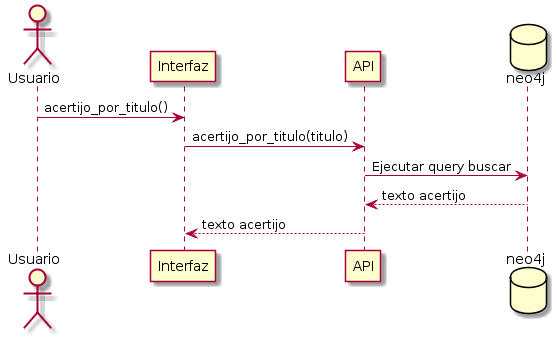 Usuario
Interfaz
API
neo4j
acertijo_por_titulo()
acertijo_por_titulo(titulo)
Ejecutar query buscar
texto acertijo
texto acertijo
Usuario
Interfaz
API
neo4j